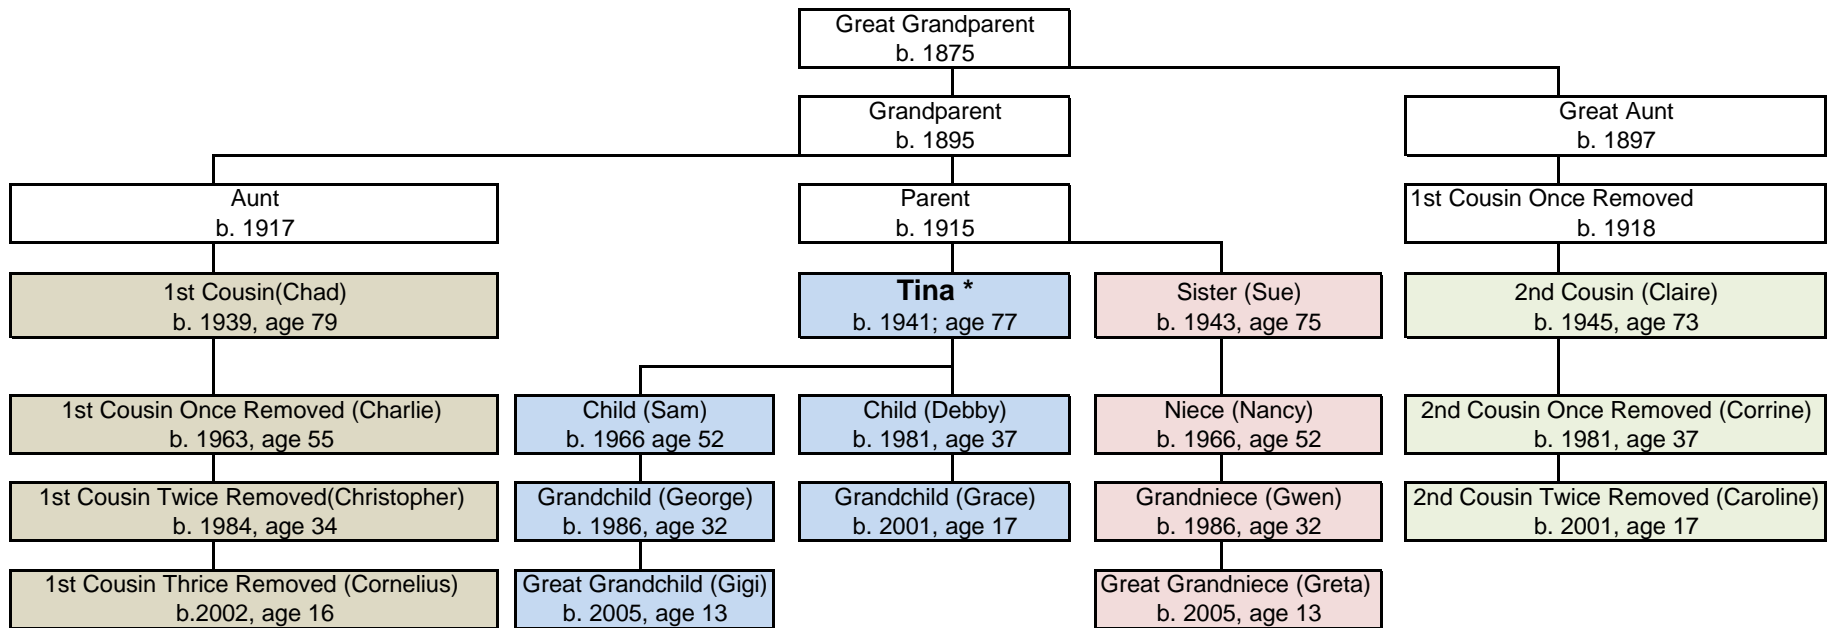 Great Grandparent
b. 1875
Grandparent
b. 1895
Great Aunt
b. 1897
Aunt
b. 1917
Parent
b. 1915
1st Cousin Once Removed
b. 1918
1st Cousin(Chad)
b. 1939, age 79
Tina *
b. 1941; age 77
Sister (Sue)
b. 1943, age 75
2nd Cousin (Claire)
b. 1945, age 73
1st Cousin Once Removed (Charlie)
b. 1963, age 55
Child (Sam)
b. 1966 age 52
Child (Debby)
b. 1981, age 37
Niece (Nancy)
b. 1966, age 52
2nd Cousin Once Removed (Corrine)
b. 1981, age 37
1st Cousin Twice Removed(Christopher)
b. 1984, age 34
Grandchild (George)
b. 1986, age 32
Grandchild (Grace)
b. 2001, age 17
Grandniece (Gwen)
b. 1986, age 32
2nd Cousin Twice Removed (Caroline)
b. 2001, age 17
1st Cousin Thrice Removed (Cornelius)
b.2002, age 16
Great Grandchild (Gigi)
b. 2005, age 13
Great Grandniece (Greta)
b. 2005, age 13